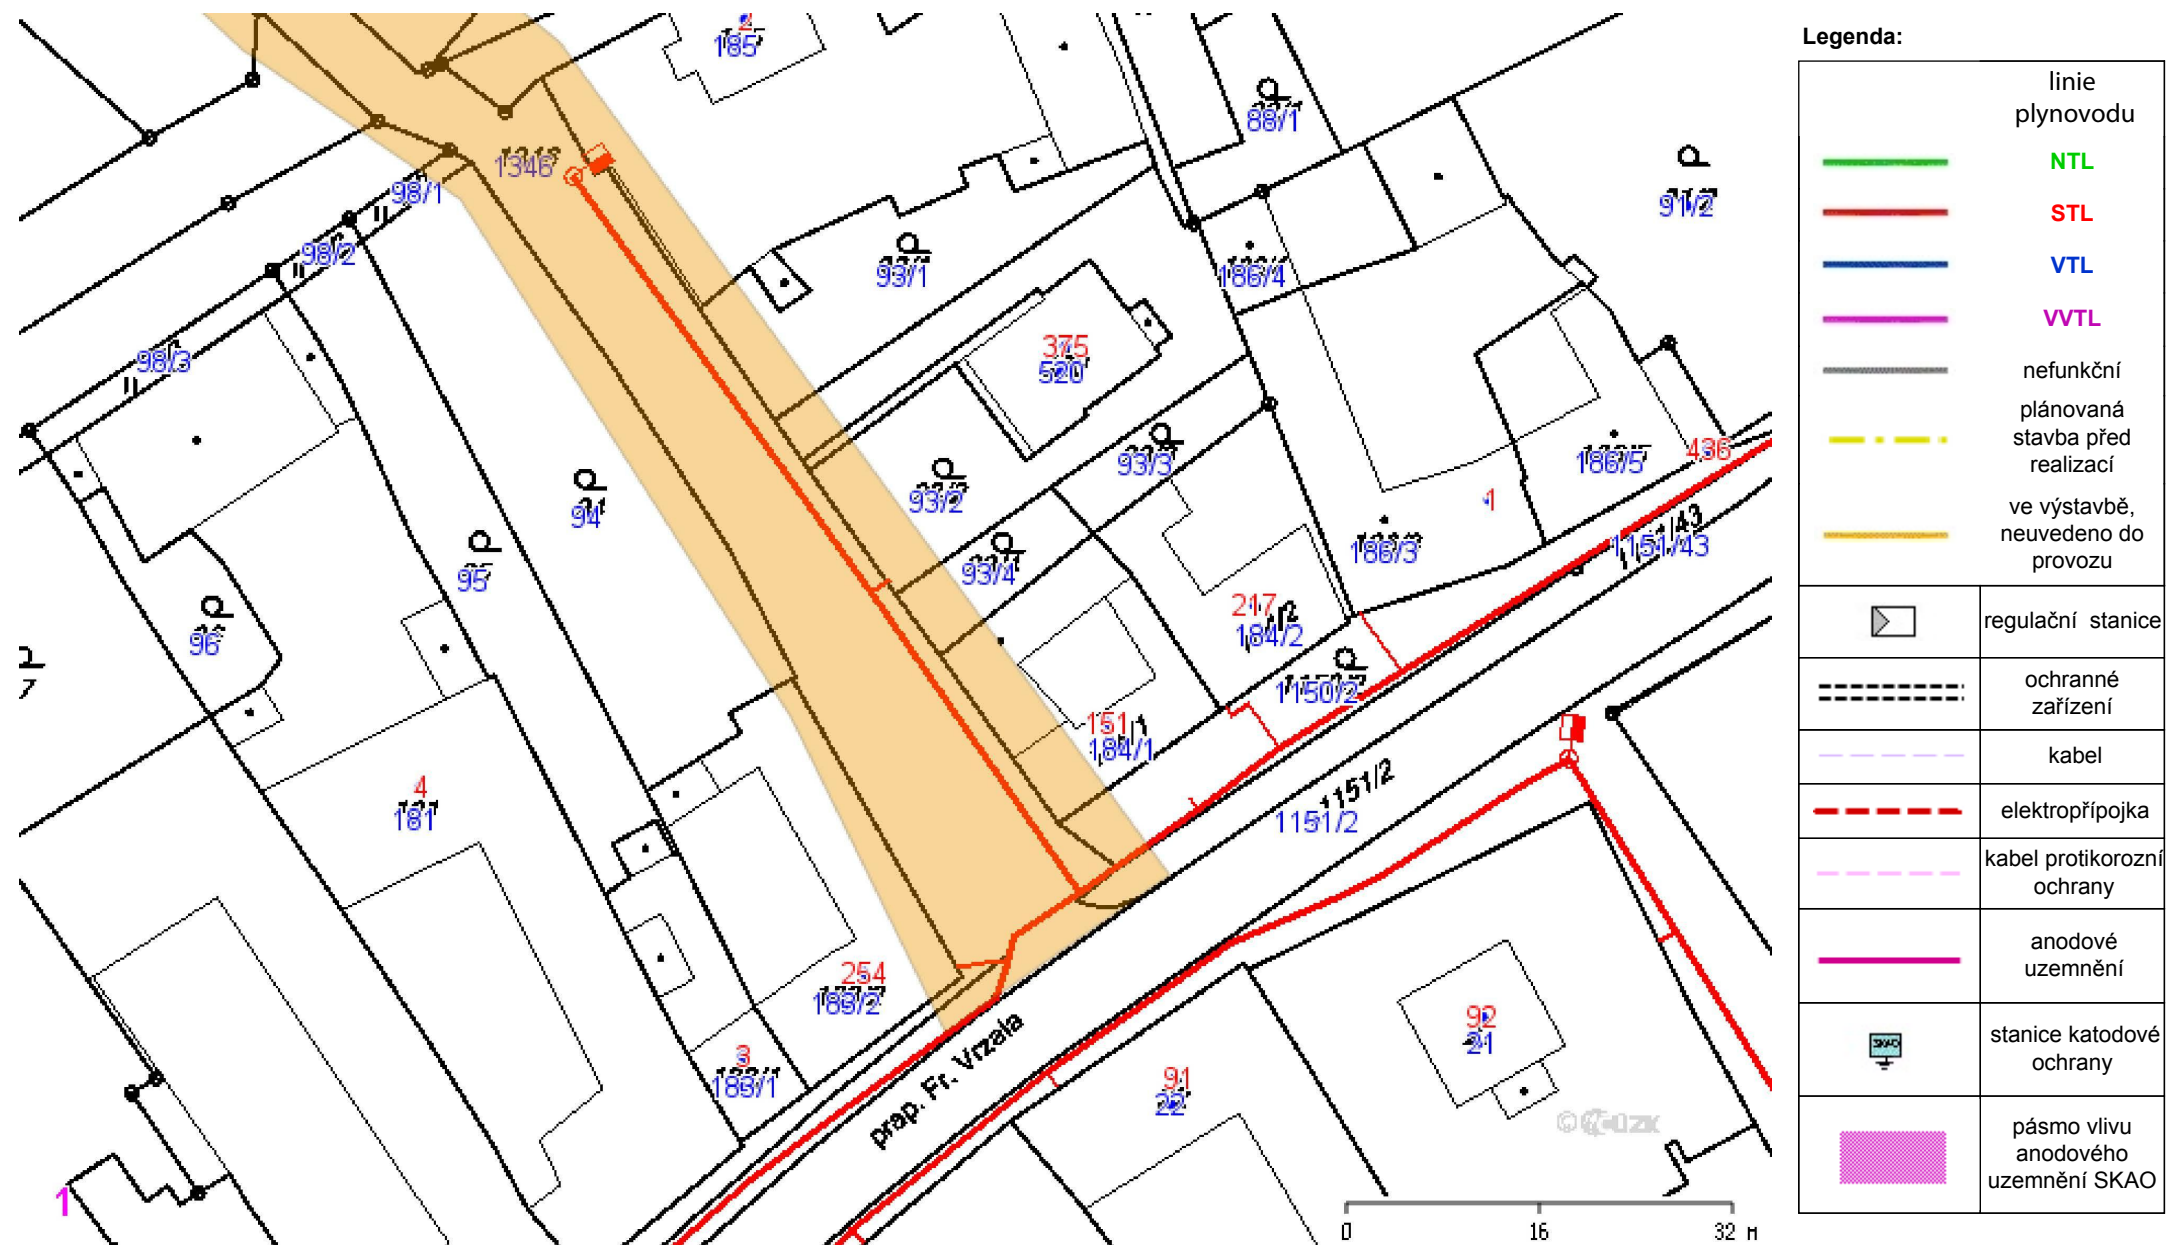 Legenda:
linie
plynovodu
NTL
STL
VTL
VVTL
nefunkční
plánovaná
stavba před
realizací
ve výstavbě,
neuvedeno do
provozu
regulační stanice
ochranné
zařízení
kabel
elektropřípojka
kabel protikorozní
ochrany
anodové
uzemnění
SKAO
stanice katodové
ochrany
pásmo vlivu
anodového
uzemnění SKAO
2
185
88/1
1346
98/1
91/2
98/2
93/1
186/4
98/3
375
520
436
93/3
186/5
93/2
94
1
1151/43
1151/43
186/3
95
93/4
217
184/2
96
7
1150/2
151
184/1
4
181
1151/2
1151/2
254
183/2
92
21
prap. Fr. Vrzala
3
183/1
91
22
1
0 16 32 м